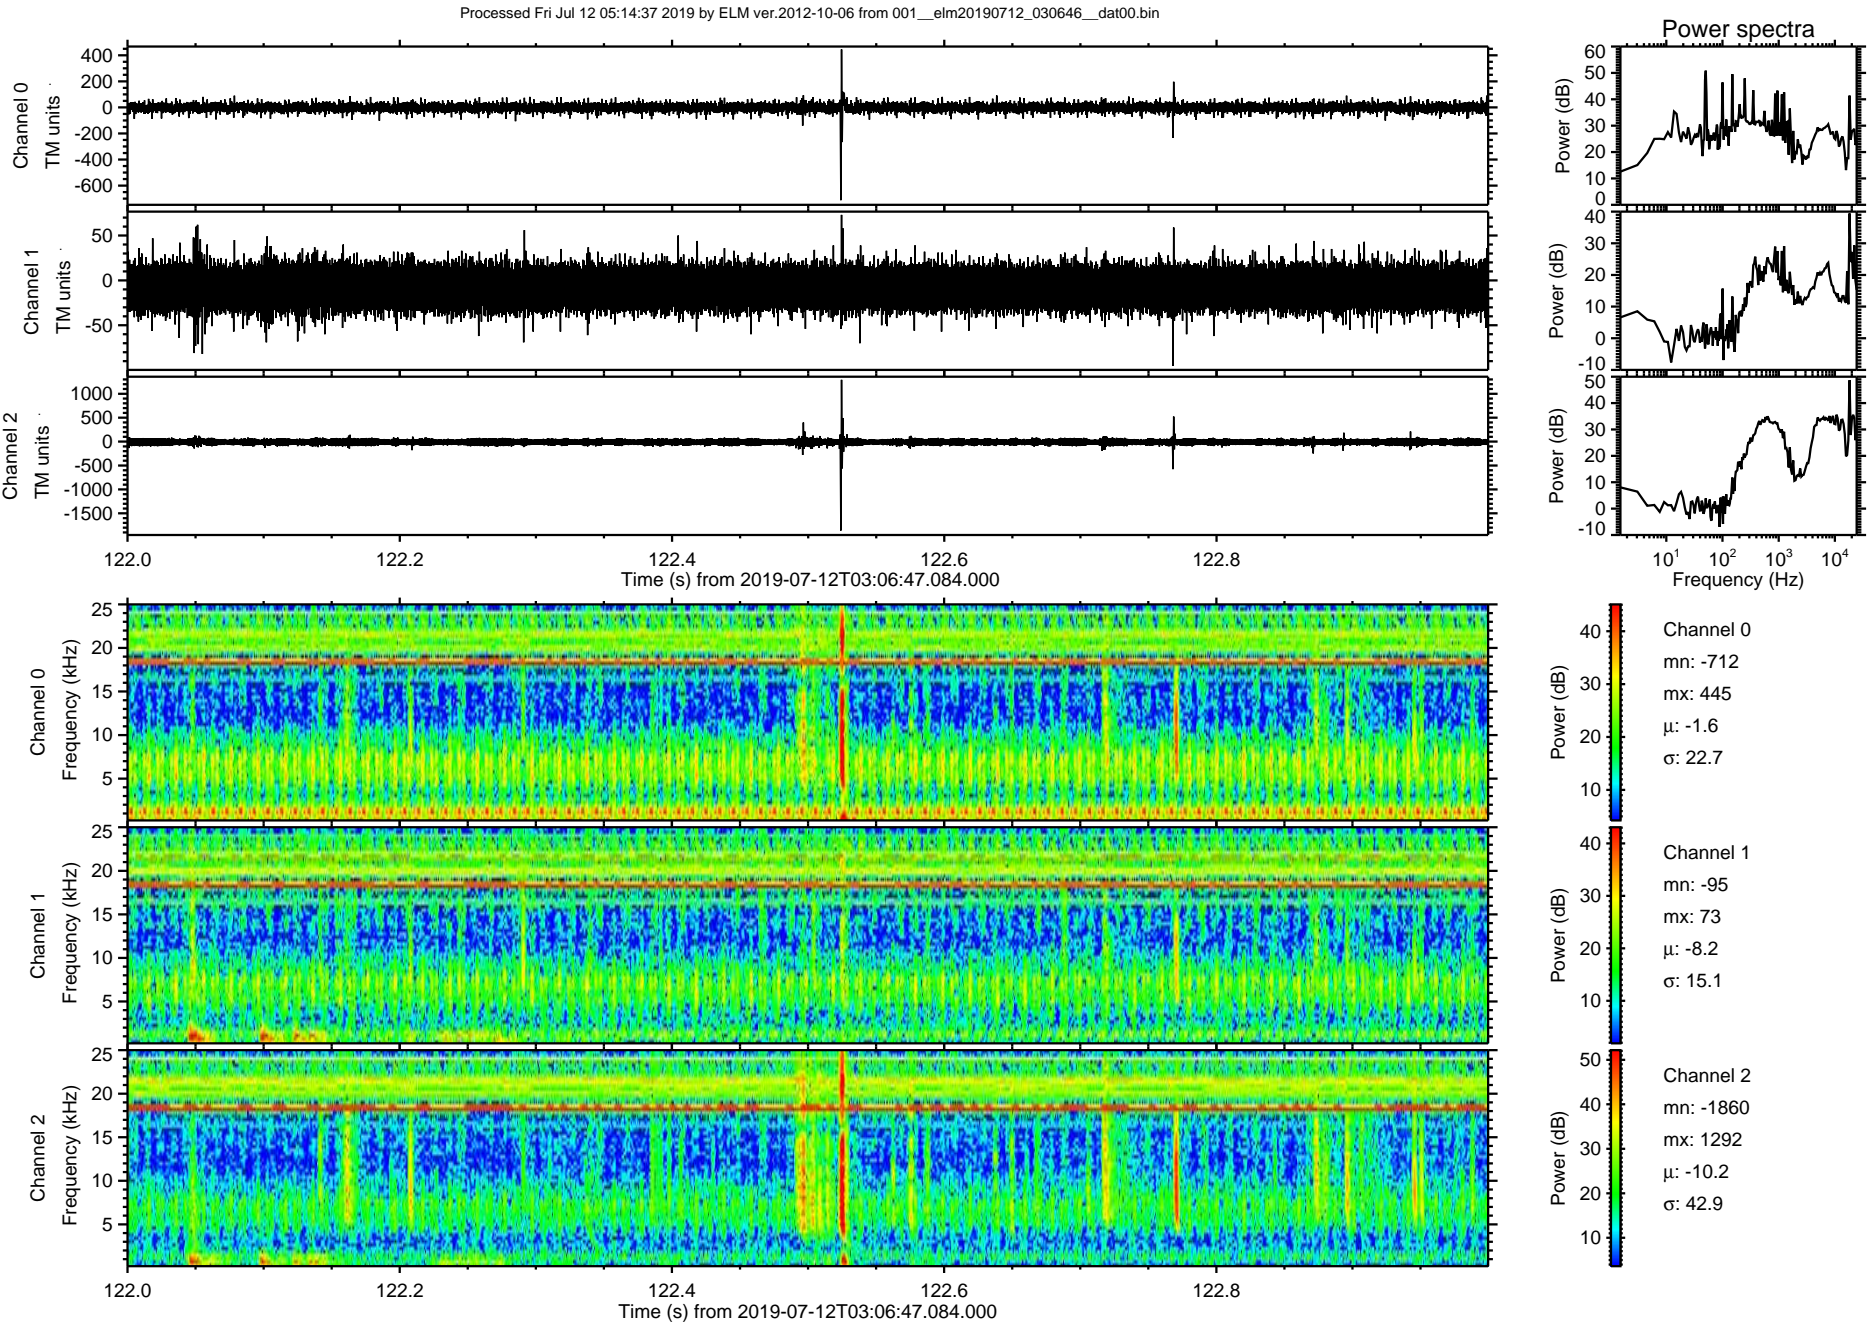 Processed Fri Jul 12 05:14:37 2019 by ELM ver.2012-10-06 from 001__elm20190712_030646__dat00.bin
Power spectra
Channel 0
TM units
400
200
0
-200
-400
-600
Power (dB)
60
50
40
30
20
10
0
Channel 1
TM units
50
0
-50
Power (dB)
40
30
20
10
0
-10
Channel 2
TM units
1000
500
0
-500
-1000
-1500
Power (dB)
50
40
30
20
10
0
-10
122.0 122.2 122.4 122.6 122.8
Time (s) from 2019-07-12T03:06:47.084.000
10¹ 10² 10³ 10⁴
Frequency (Hz)
Channel 0
Frequency (kHz)
25
20
15
10
5
Power (dB)
40
30
20
10
Channel 0
mn: -712
mx: 445
μ: -1.6
σ: 22.7
Channel 1
Frequency (kHz)
25
20
15
10
5
Power (dB)
40
30
20
10
Channel 1
mn: -95
mx: 73
μ: -8.2
σ: 15.1
Channel 2
Frequency (kHz)
25
20
15
10
5
Power (dB)
50
40
30
20
10
Channel 2
mn: -1860
mx: 1292
μ: -10.2
σ: 42.9
122.0 122.2 122.4 122.6 122.8
Time (s) from 2019-07-12T03:06:47.084.000